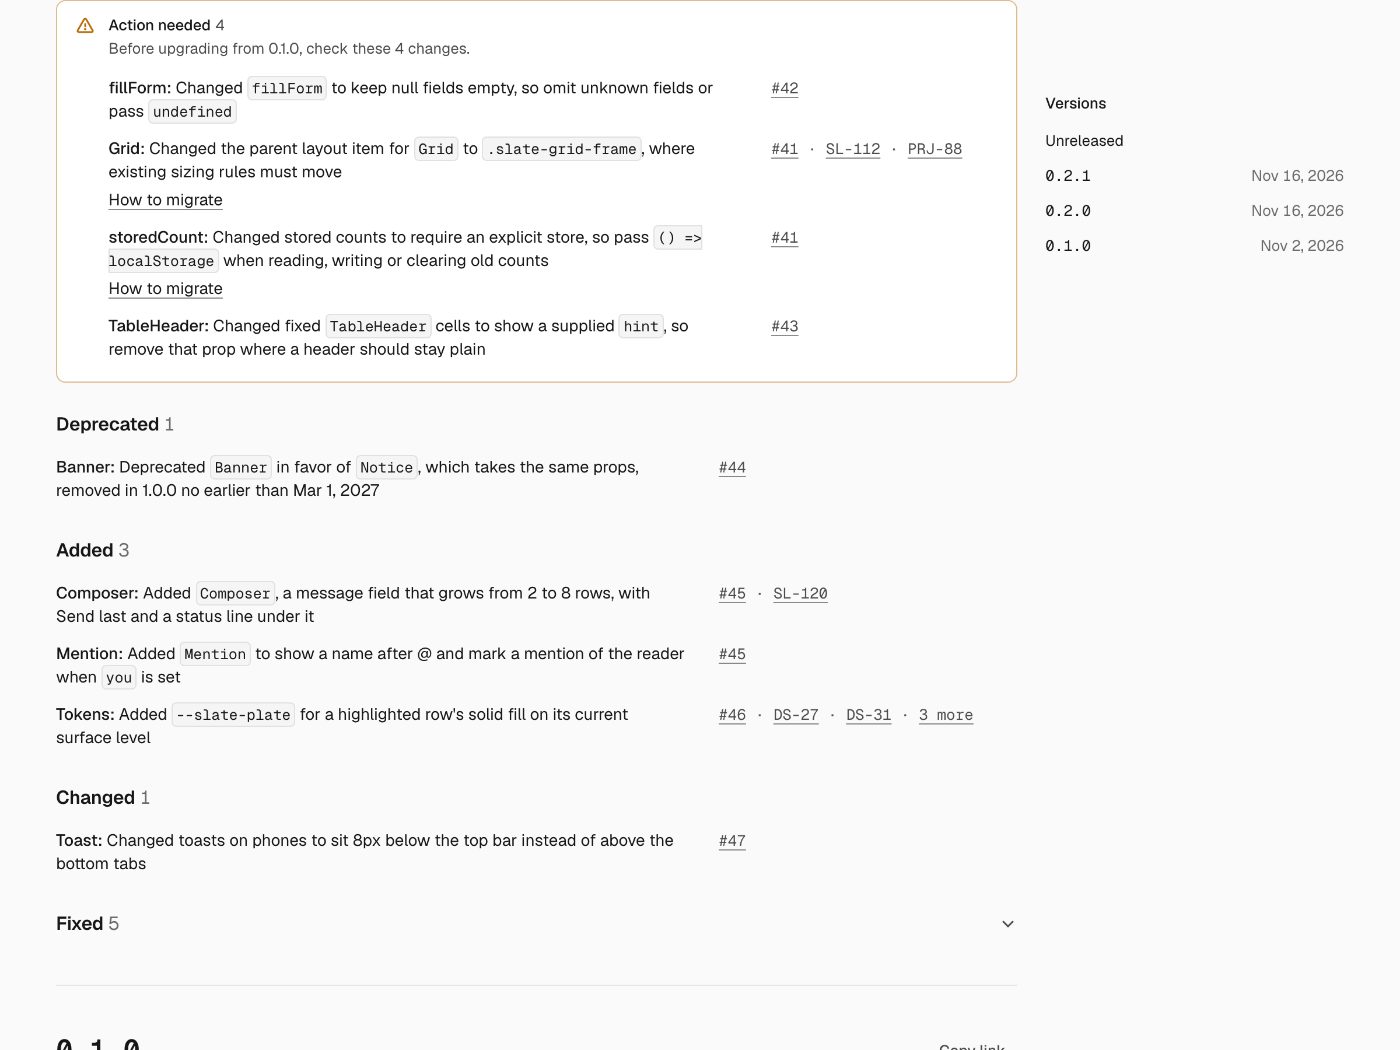 Action needed 4
Before upgrading from 0.1.0, check these 4 changes.
fillForm: Changed fillForm to keep null fields empty, so omit unknown fields or #42
pass undefined
Grid: Changed the parent layout item for Grid to .slate-grid-frame, where #41 · SL-112 · PRJ-88
existing sizing rules must move
How to migrate
storedCount: Changed stored counts to require an explicit store, so pass () => #41
localStorage when reading, writing or clearing old counts
How to migrate
TableHeader: Changed fixed TableHeader cells to show a supplied hint, so #43
remove that prop where a header should stay plain
Deprecated 1
Banner: Deprecated Banner in favor of Notice, which takes the same props, #44
removed in 1.0.0 no earlier than Mar 1, 2027
Added 3
Composer: Added Composer, a message field that grows from 2 to 8 rows, with #45 · SL-120
Send last and a status line under it
Mention: Added Mention to show a name after @ and mark a mention of the reader #45
when you is set
Tokens: Added --slate-plate for a highlighted row's solid fill on its current #46 · DS-27 · DS-31 · 3 more
surface level
Changed 1
Toast: Changed toasts on phones to sit 8px below the top bar instead of above the #47
bottom tabs
Fixed 5
0.1.0 Copy link
Versions
Unreleased
0.2.1 Nov 16, 2026
0.2.0 Nov 16, 2026
0.1.0 Nov 2, 2026